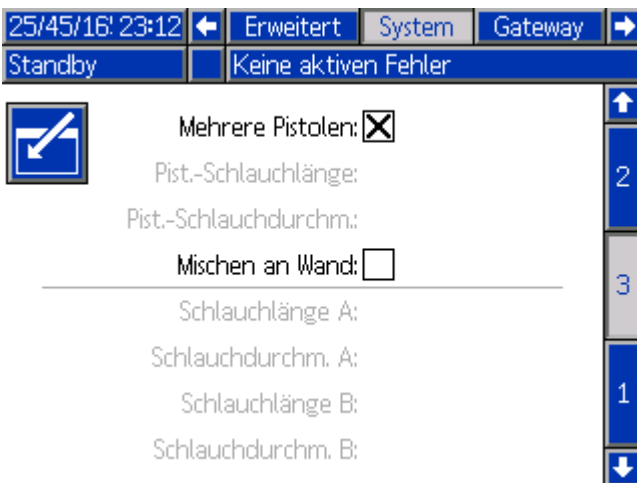 25/45/16! 23:12 Erweitert System Gateway
Standby Keine aktiven Fehler
Mehrere Pistolen:
Pist.-Schlauchlänge:
2
Pist.-Schlauchdurchm.:
Mischen an Wand:
3
Schlauchlänge A:
Schlauchdurchm. A:
Schlauchlänge B:
1
Schlauchdurchm. B: